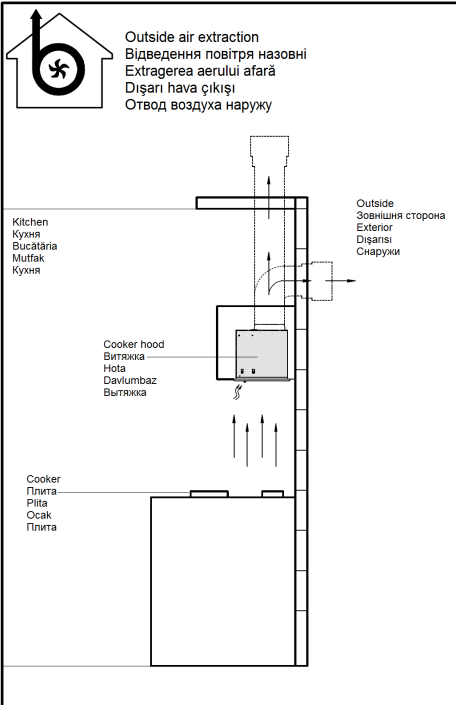 Outside air extraction
Відведення повітря назовні
Extragerea aerului afară
Dışarı hava çıkişı
Отвод воздуха наружу
Outside
Зовнішня сторона
Exterior
Dışarısı
Снаружи
Kitchen
Кухня
Bucătăria
Mutfak
Кухня
Cooker hood
Витяжка
Hota
Davlumbaz
Вытяжка
Cooker
Плита
Plita
Ocak
Плита